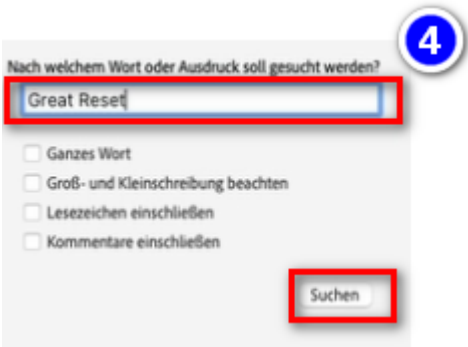 4
Nach welchem Wort oder Ausdruck soll gesucht werden?
Great Reset
Ganzes Wort
Groß- und Kleinschreibung beachten
Lesezeichen einschließen
Kommentare einschließen
Suchen